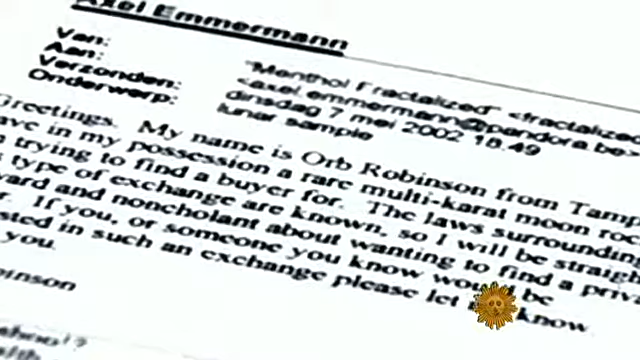 Axel Emmermann
Van: "Menthol Fractalized" <fractalized
Aan: <axel.emmermann@pandora.be>
Verzonden: dinsdag 7 mei 2002 18:49
Onderwerp: lunar sample
Greetings. My name is Orb Robinson from Tamp
ave in my possession a rare multi-karat moon roc
trying to find a buyer for. The laws surrounding
type of exchange are known, so I will be straigh
ward and noncholant about wanting to find a priva
If you, or someone you know would be
sted in such an exchange please let know.
you.
binson